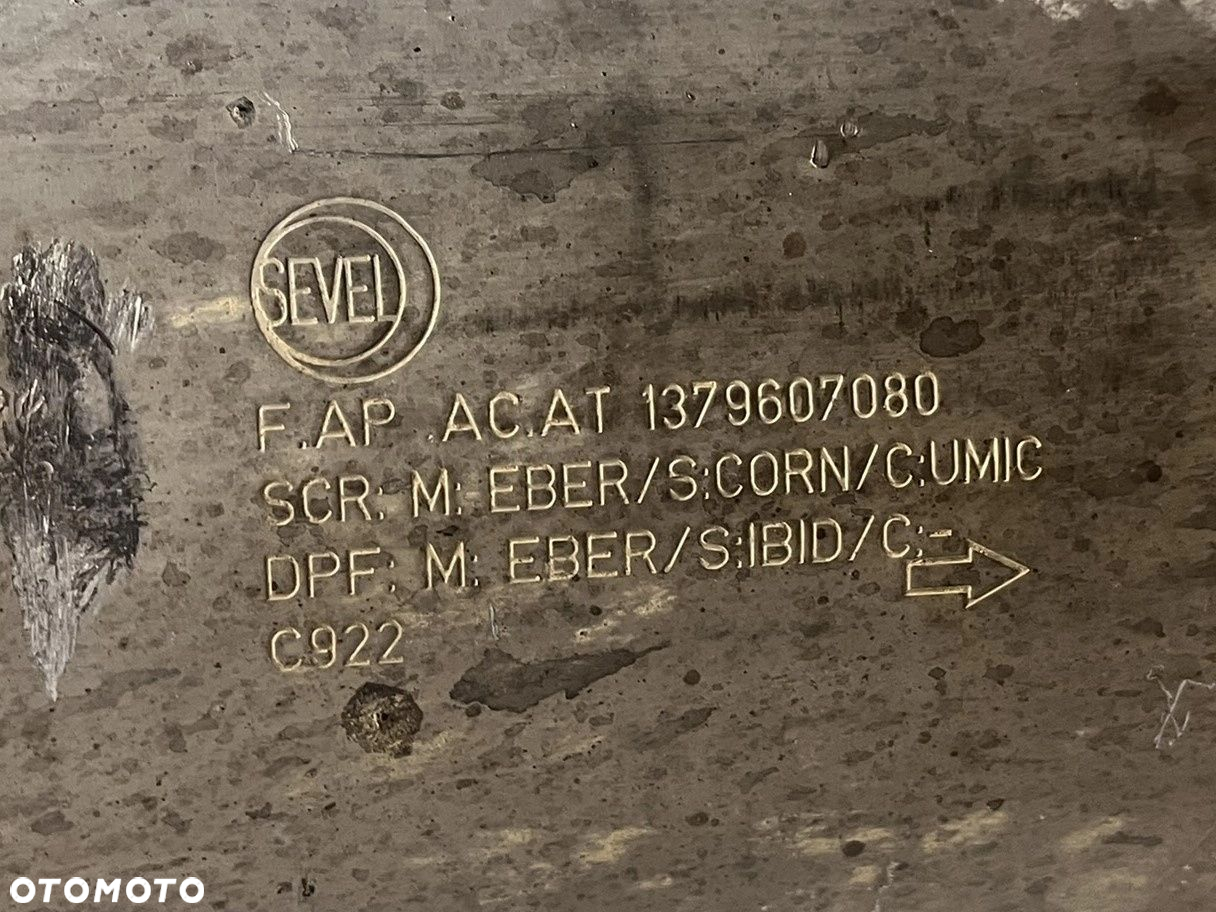 SEVEL
F.AP .AC.AT 1379607080
SCR: M: EBER/S:CORN/C:UMIC
DPF: M: EBER/S:IBID/C:-
C922
OTOMOTO